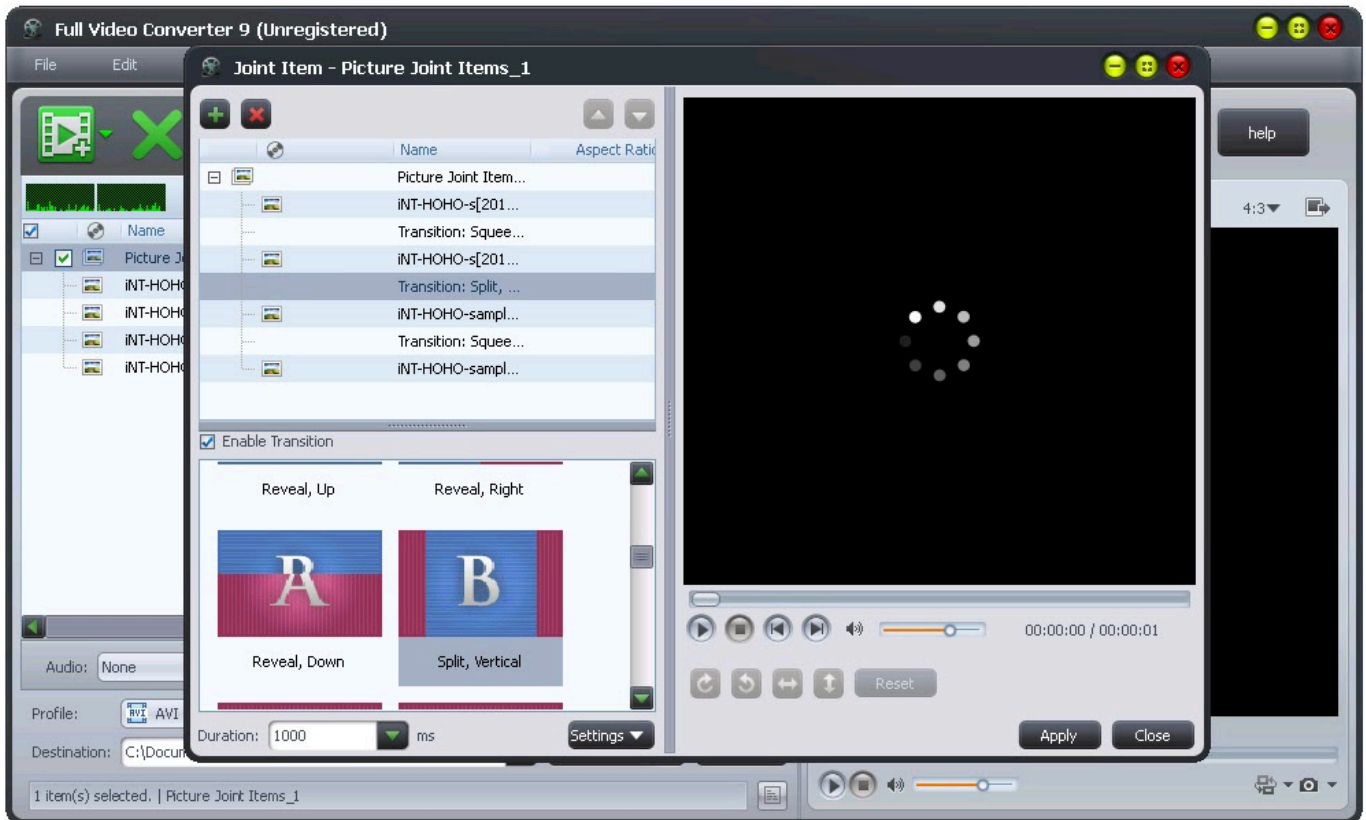 Full Video Converter 9 (Unregistered)
File Edit
Joint Item - Picture Joint Items_1
help
Name Aspect Ratio
Picture Joint Item...
iNT-HOHO-s[201...
Transition: Squee...
iNT-HOHO-s[201...
Transition: Split, ...
iNT-HOHO-sampl...
Transition: Squee...
iNT-HOHO-sampl...
4:3
Name
Picture J
iNT-HOHO
iNT-HOHO
iNT-HOHO
iNT-HOHO
Enable Transition
Reveal, Up Reveal, Right
A B
Reveal, Down Split, Vertical
00:00:00 / 00:00:01
Reset
Audio: None
Profile: AVI AVI
Duration: 1000 ms Settings
Apply Close
Destination: C:\Docum
1 item(s) selected. | Picture Joint Items_1